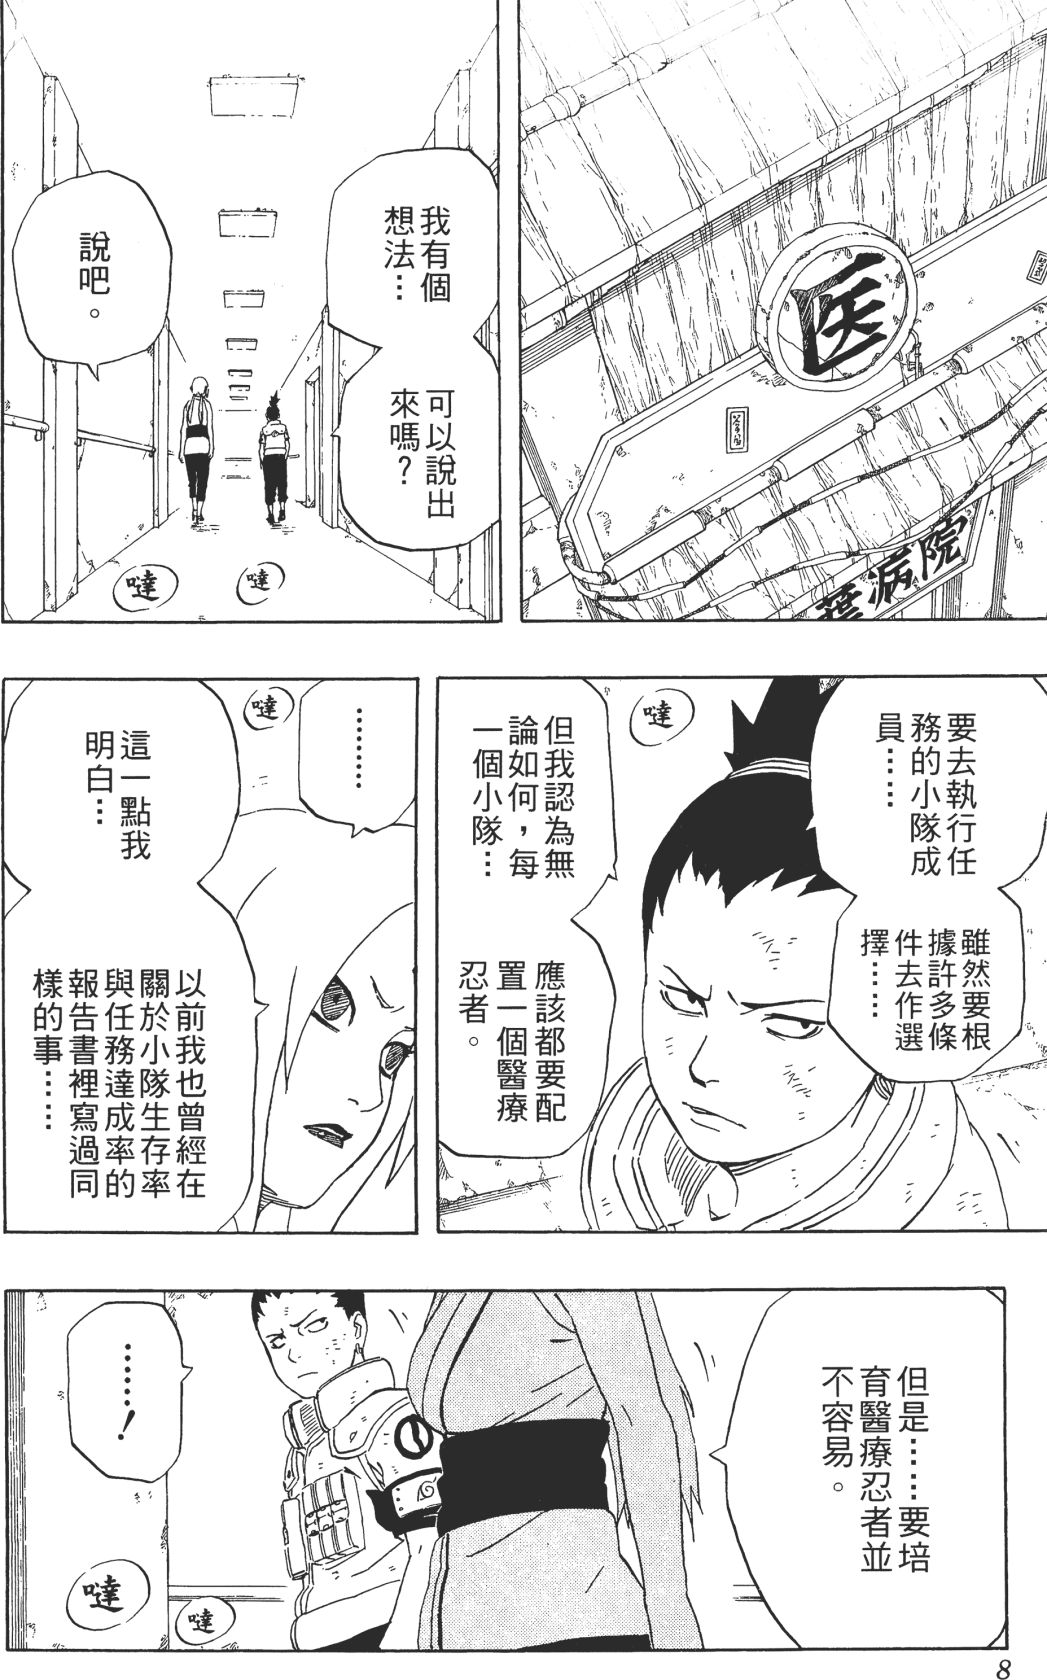 医
葉病院
我有個
想法…
可以說出
來嗎？
說吧。
噠
噠
要去執行任
務的小隊成
員……
雖然要根
據許多條
件去作選
擇……
噠
但我認為無
論如何，每
一個小隊…
應該都要配
置一個醫療
忍者。
………
噠
這一點我
明白…
以前我也曾經在
關於小隊生存率
與任務達成率的
報告書裡寫過同
樣的事……
但是……要培
育醫療忍者並
不容易。
………！
噠
噠
8